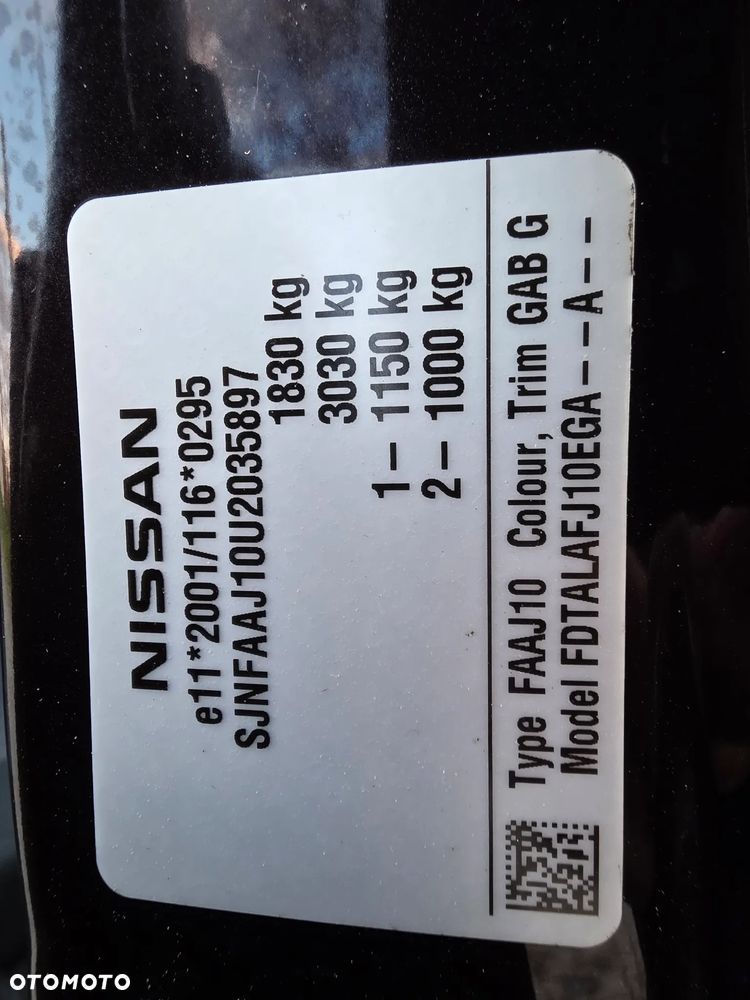 NISSAN
e11*2001/116*0295
SJNFAAJ10U2035897
1830 kg
3030 kg
1– 1150 kg
2– 1000 kg
Type FAAJ10 Colour, Trim GAB G
Model FDTALAFJ10EGA---A---
OTOMOTO